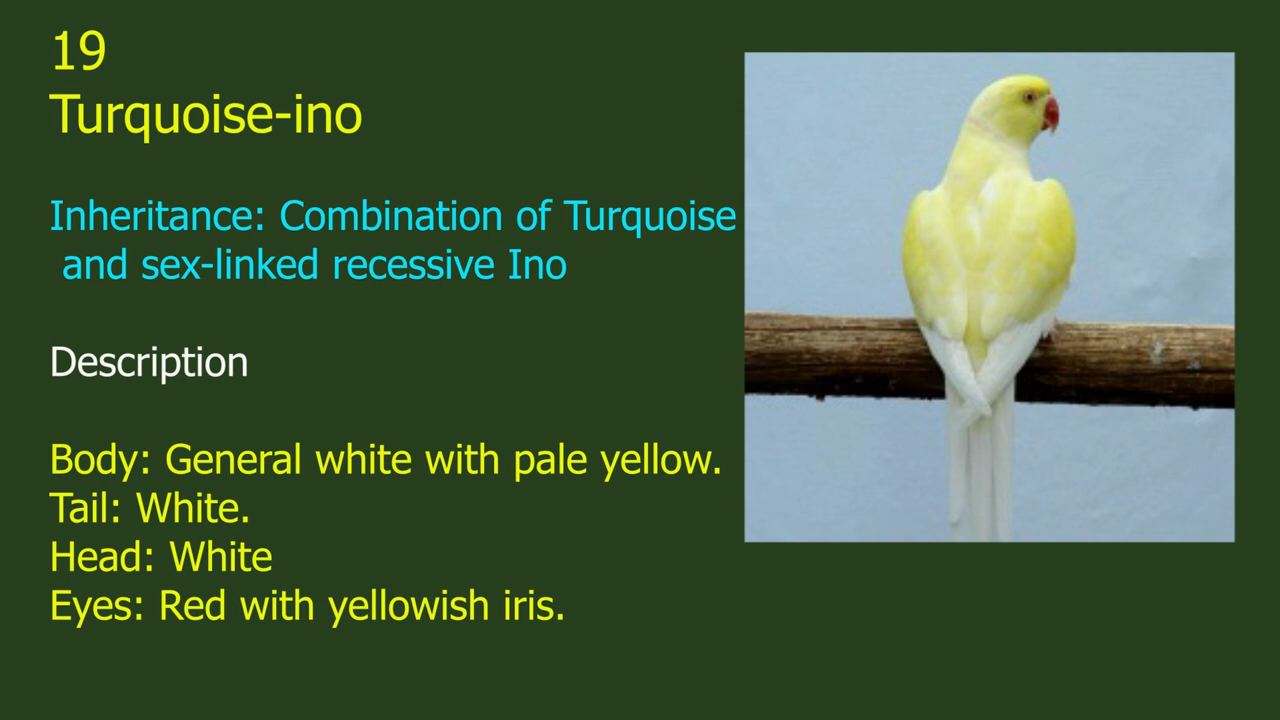 19
Turquoise-ino
Inheritance: Combination of Turquoise
and sex-linked recessive Ino
Description
Body: General white with pale yellow.
Tail: White.
Head: White
Eyes: Red with yellowish iris.